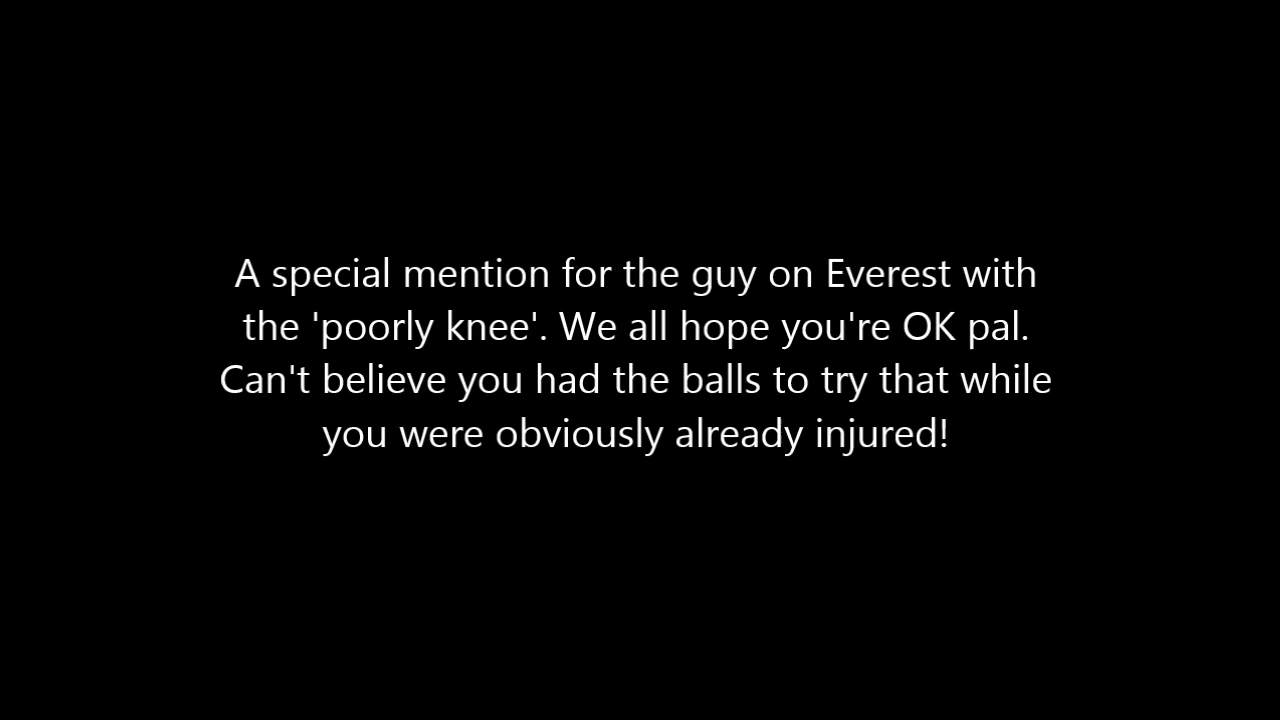 A special mention for the guy on Everest with
the 'poorly knee'. We all hope you're OK pal.
Can't believe you had the balls to try that while
you were obviously already injured!